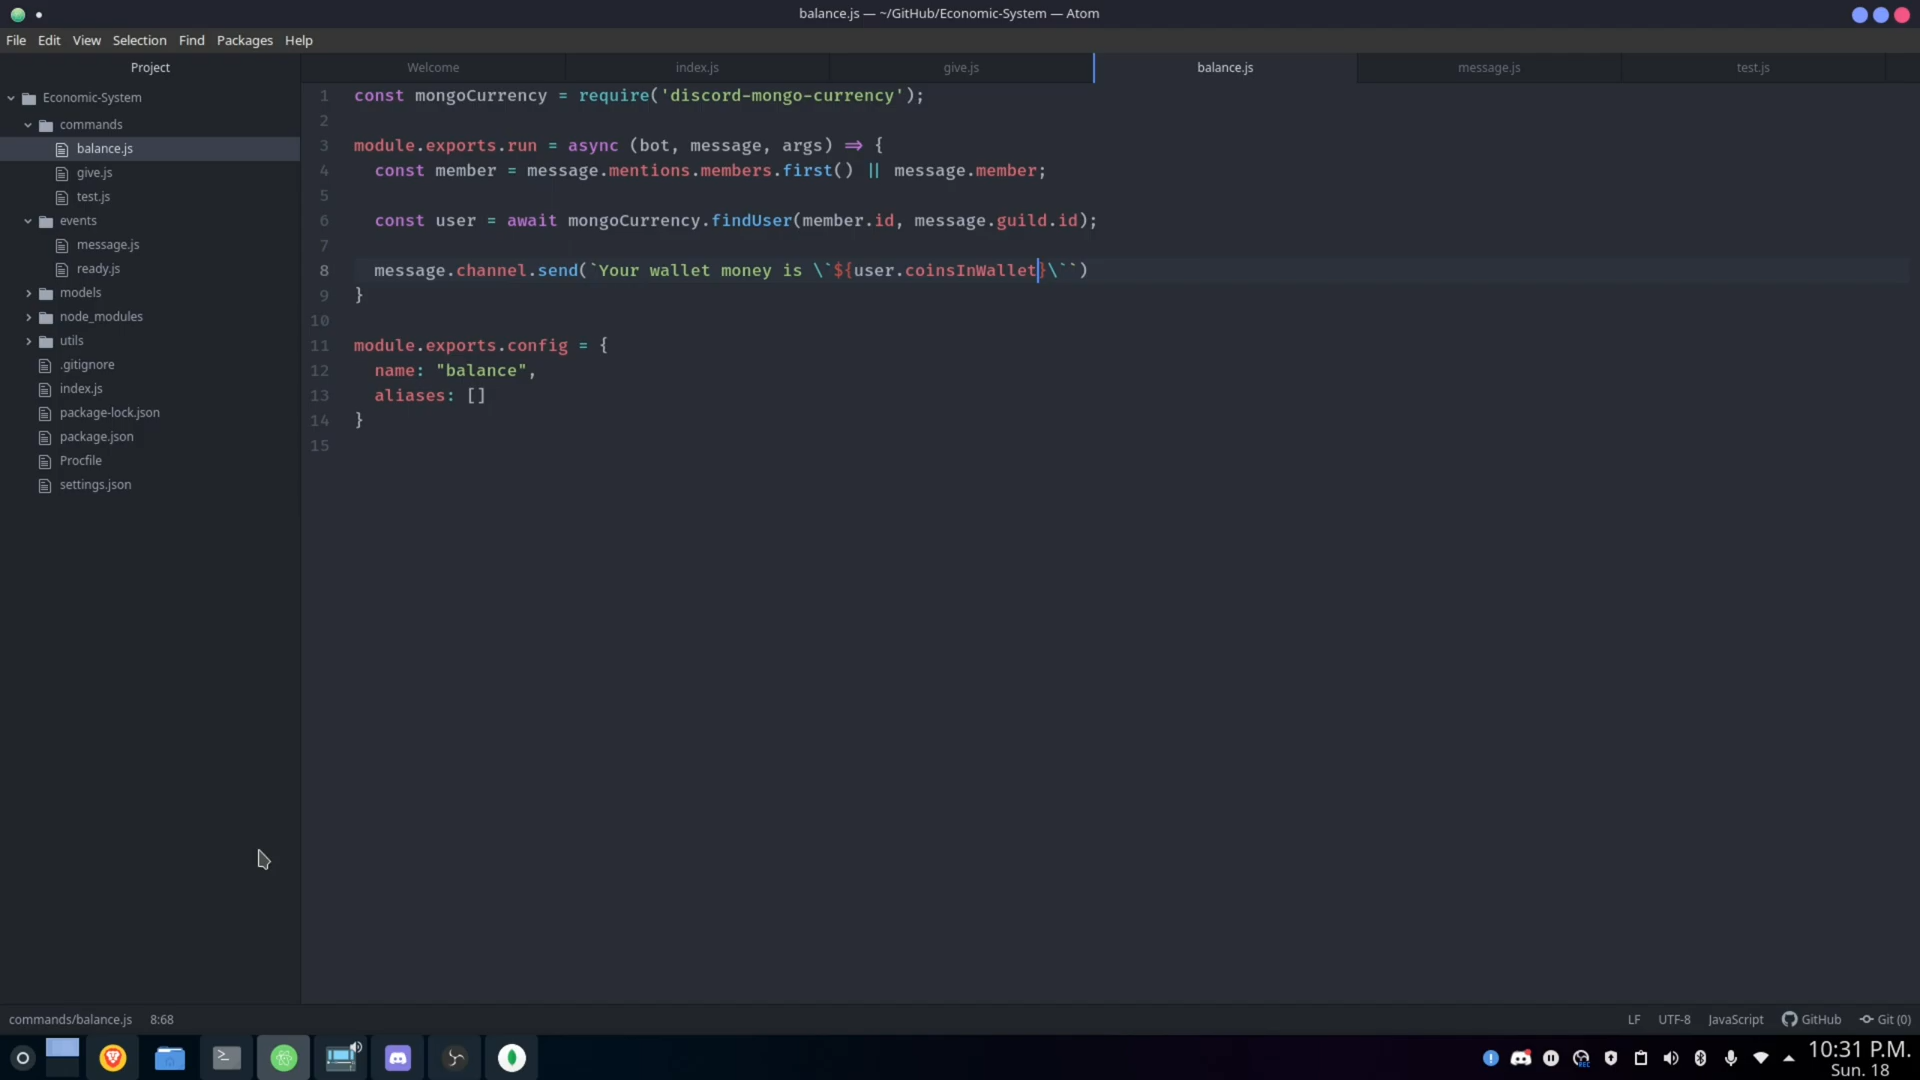 balance.js — ~/GitHub/Economic-System — Atom
File Edit View Selection Find Packages Help
Project
Welcome index.js give.js balance.js message.js test.js
Economic-System
commands
balance.js
give.js
test.js
events
message.js
ready.js
models
node_modules
utils
.gitignore
index.js
package-lock.json
package.json
Procfile
settings.json
1 const mongoCurrency = require('discord-mongo-currency');
2
3 module.exports.run = async (bot, message, args) => {
4 const member = message.mentions.members.first() || message.member;
5
6 const user = await mongoCurrency.findUser(member.id, message.guild.id);
7
8 message.channel.send(`Your wallet money is \`${user.coinsInWallet}\``)
9 }
10
11 module.exports.config = {
12 name: "balance",
13 aliases: []
14 }
15
commands/balance.js 8:68
LF UTF-8 JavaScript GitHub Git (0)
10:31 P.M.
Sun. 18